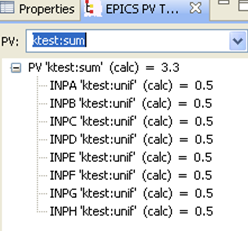 Properties EPICS PV T...
PV: ktest:sum
PV 'ktest:sum' (calc) = 3.3
INPA 'ktest:unif' (calc) = 0.5
INPB 'ktest:unif' (calc) = 0.5
INPC 'ktest:unif' (calc) = 0.5
INPD 'ktest:unif' (calc) = 0.5
INPE 'ktest:unif' (calc) = 0.5
INPF 'ktest:unif' (calc) = 0.5
INPG 'ktest:unif' (calc) = 0.5
INPH 'ktest:unif' (calc) = 0.5